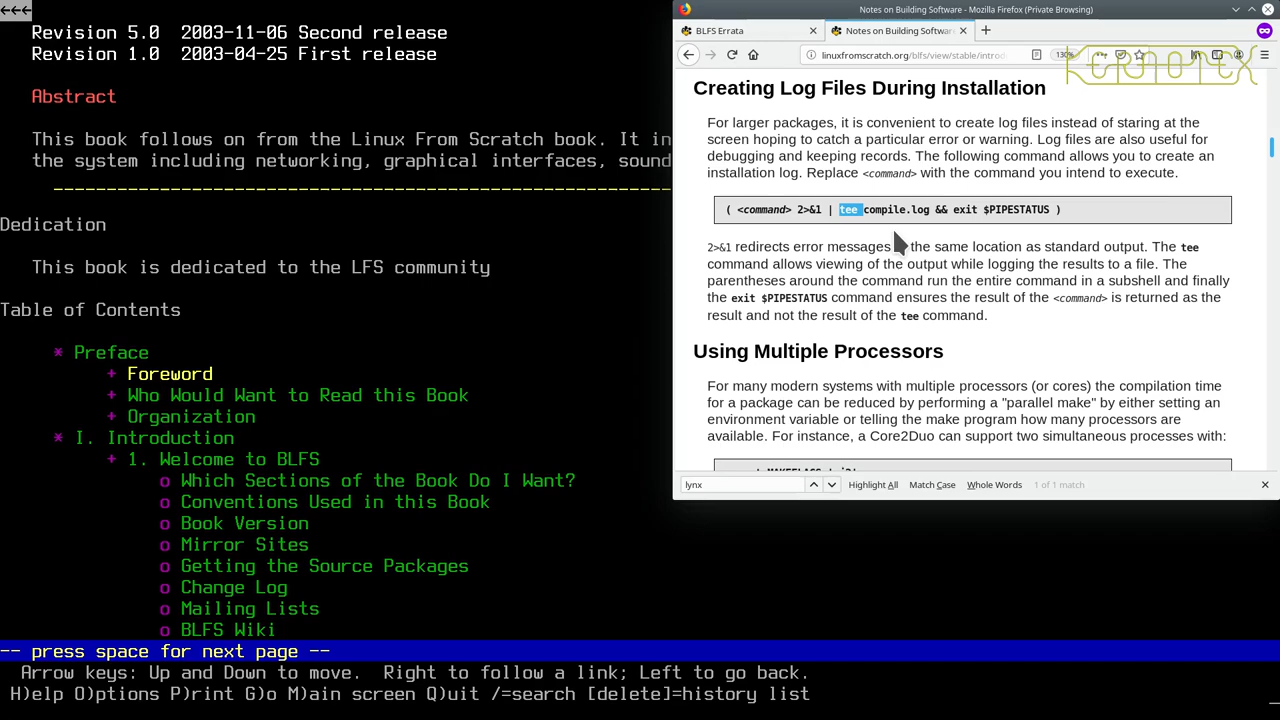 ←←←
Revision 5.0  2003-11-06 Second release
Revision 1.0  2003-04-25 First release
Abstract
This book follows on from the Linux From Scratch book. It in
the system including networking, graphical interfaces, sound
Dedication
This book is dedicated to the LFS community
Table of Contents
* Preface
+ Foreword
+ Who Would Want to Read this Book
+ Organization
* I. Introduction
+ 1. Welcome to BLFS
o Which Sections of the Book Do I Want?
o Conventions Used in this Book
o Book Version
o Mirror Sites
o Getting the Source Packages
o Change Log
o Mailing Lists
o BLFS Wiki
-- press space for next page --
Arrow keys: Up and Down to move.  Right to follow a link; Left to go back.
H)elp O)ptions P)rint G)o M)ain screen Q)uit /=search [delete]=history list
Notes on Building Software - Mozilla Firefox (Private Browsing)
BLFS Errata
Notes on Building Software
linuxfromscratch.org/blfs/view/stable/introd
130%
KERNOTEX
Creating Log Files During Installation
For larger packages, it is convenient to create log files instead of staring at the
screen hoping to catch a particular error or warning. Log files are also useful for
debugging and keeping records. The following command allows you to create an
installation log. Replace <command> with the command you intend to execute.
( <command> 2>&1 | tee compile.log && exit $PIPESTATUS )
2>&1 redirects error messages the same location as standard output. The tee
command allows viewing of the output while logging the results to a file. The
parentheses around the command run the entire command in a subshell and finally
the exit $PIPESTATUS command ensures the result of the <command> is returned as the
result and not the result of the tee command.
Using Multiple Processors
For many modern systems with multiple processors (or cores) the compilation time
for a package can be reduced by performing a "parallel make" by either setting an
environment variable or telling the make program how many processors are
available. For instance, a Core2Duo can support two simultaneous processes with:
lynx
Highlight All
Match Case
Whole Words
1 of 1 match